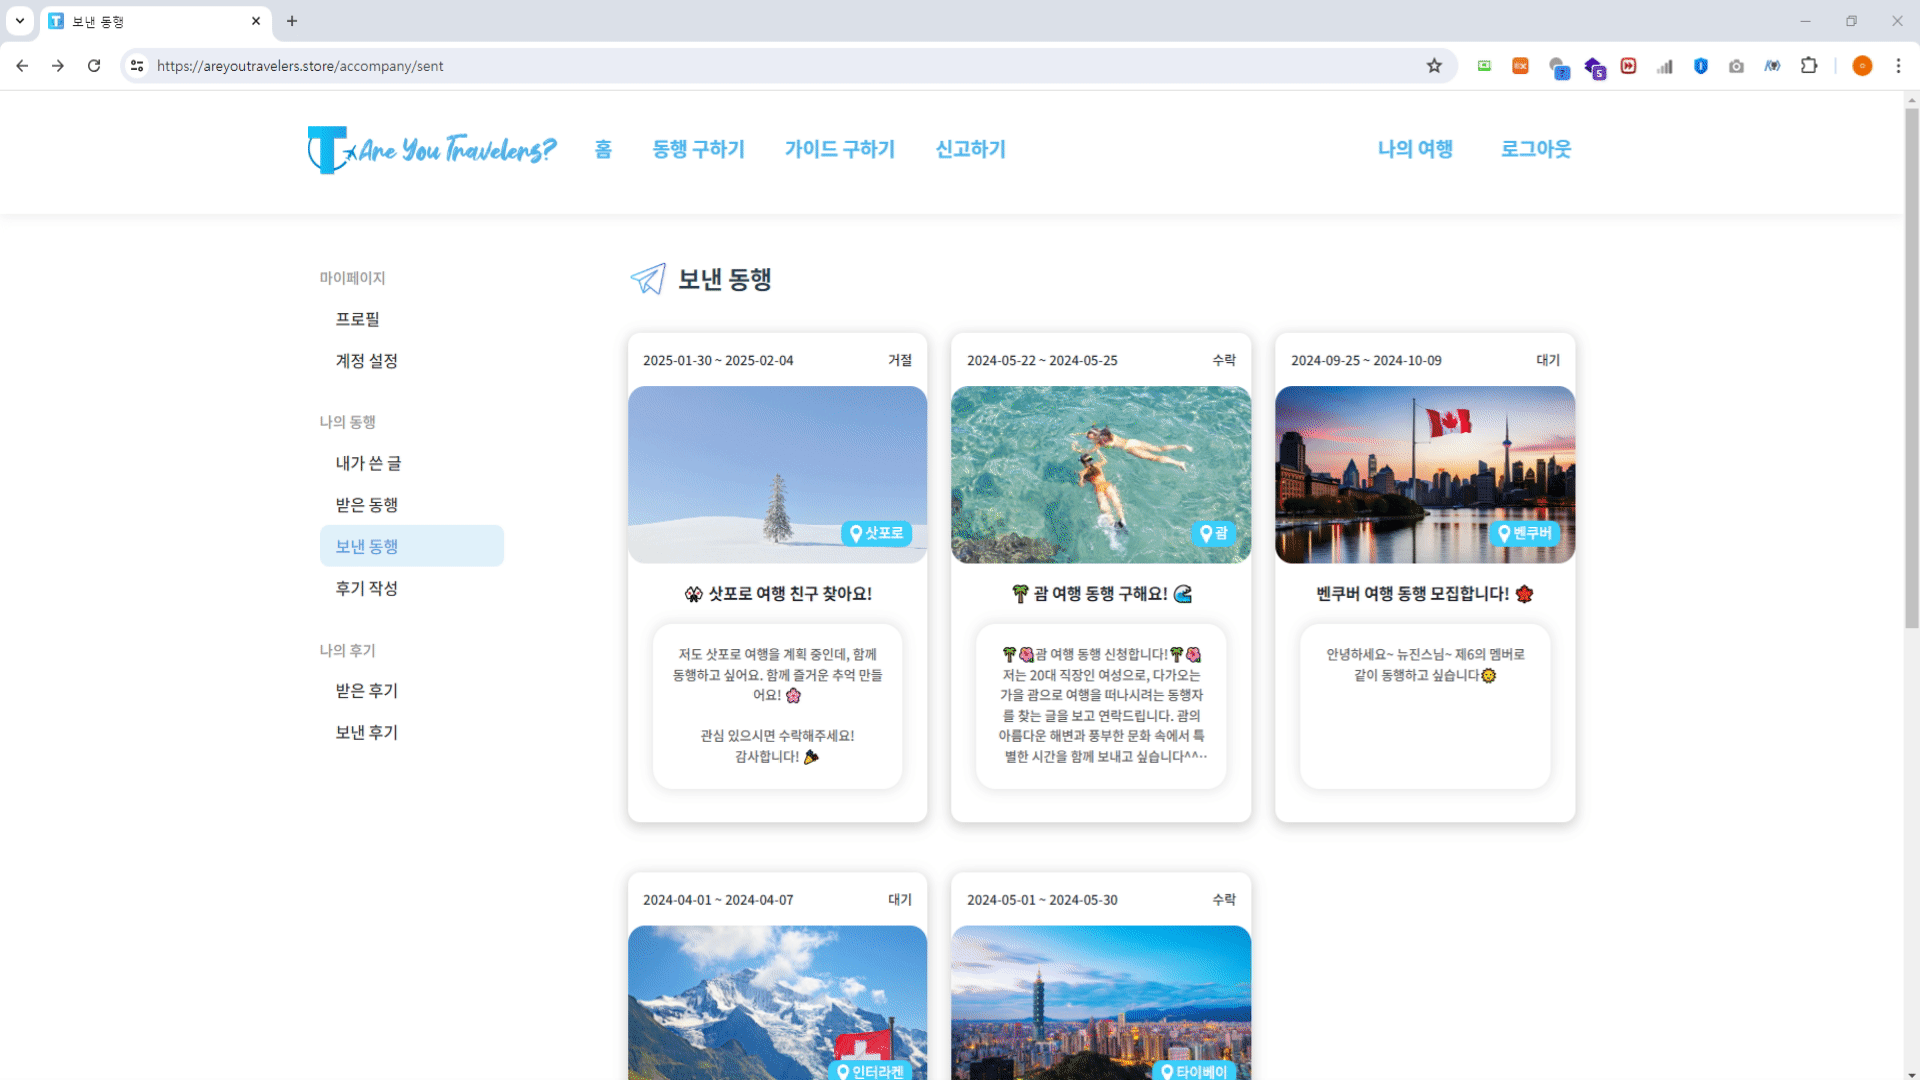 보낸 동행
https://areyoutravelers.store/accompany/sent
Are You Travelers? 홈 동행 구하기 가이드 구하기 신고하기 나의 여행 로그아웃
마이페이지
프로필
계정 설정
나의 동행
내가 쓴 글
받은 동행
보낸 동행
후기 작성
나의 후기
받은 후기
보낸 후기
보낸 동행
2025-01-30 ~ 2025-02-04 거절
삿포로
🎌 삿포로 여행 친구 찾아요!
저도 삿포로 여행을 계획 중인데, 함께
동행하고 싶어요. 함께 즐거운 추억 만들
어요! 🌸
관심 있으시면 수락해주세요!
감사합니다! 🎉
2024-05-22 ~ 2024-05-25 수락
괌
🌴 괌 여행 동행 구해요! 🌊
🌴🌺괌 여행 동행 신청합니다!🌴🌺
저는 20대 직장인 여성으로, 다가오는
가을 괌으로 여행을 떠나시려는 동행자
를 찾는 글을 보고 연락드립니다. 괌의
아름다운 해변과 풍부한 문화 속에서 특
별한 시간을 함께 보내고 싶습니다^^…
2024-09-25 ~ 2024-10-09 대기
벤쿠버
벤쿠버 여행 동행 모집합니다! 🍁
안녕하세요~ 뉴진스님~ 제6의 멤버로
같이 동행하고 싶습니다🌞
2024-04-01 ~ 2024-04-07 대기
인터라켄
2024-05-01 ~ 2024-05-30 수락
타이베이